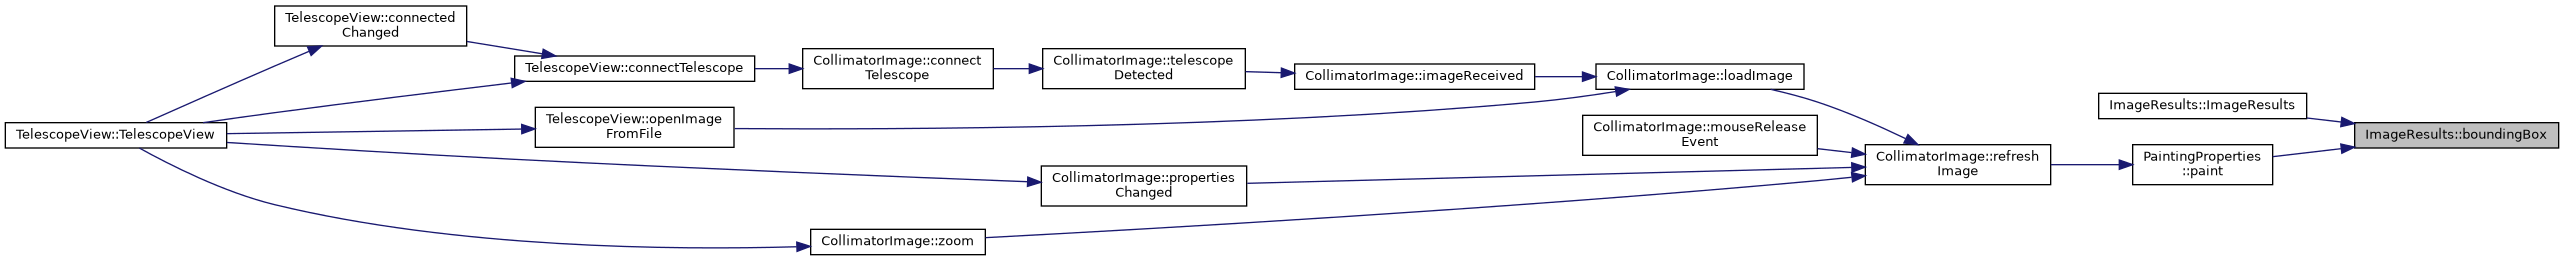 TelescopeView::TelescopeView
TelescopeView::connected
Changed
TelescopeView::connectTelescope
TelescopeView::openImage
FromFile
CollimatorImage::connect
Telescope
CollimatorImage::zoom
CollimatorImage::telescope
Detected
CollimatorImage::properties
Changed
CollimatorImage::imageReceived
CollimatorImage::loadImage
CollimatorImage::mouseRelease
Event
CollimatorImage::refresh
Image
ImageResults::ImageResults
PaintingProperties
::paint
ImageResults::boundingBox